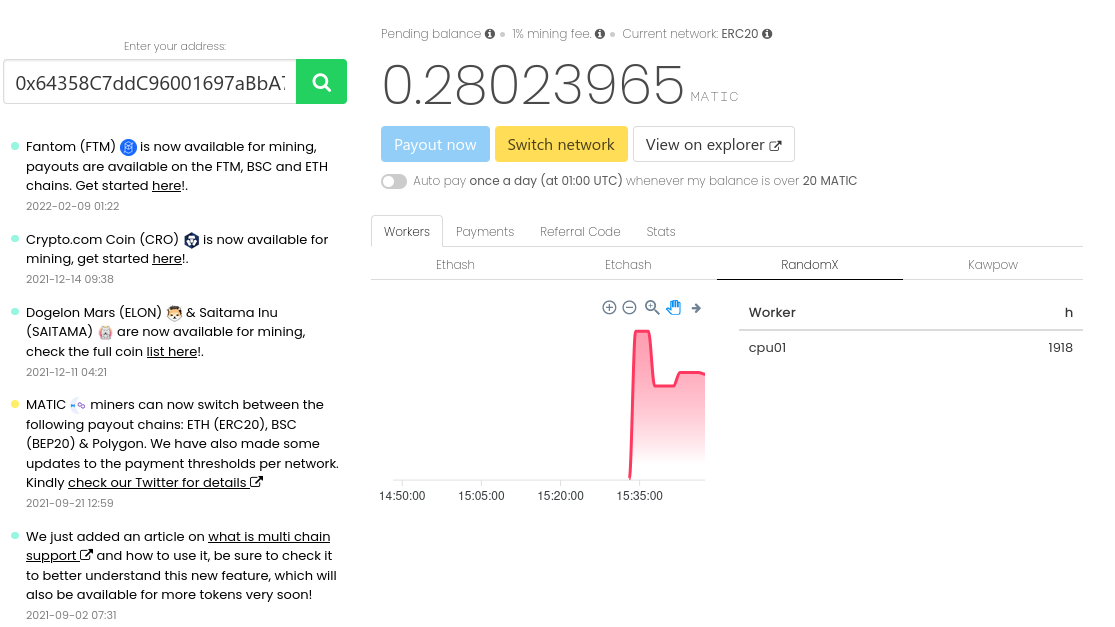 Enter your address:
0x64358C7ddC96001697aBbA
Fantom (FTM) is now available for mining,
payouts are available on the FTM, BSC and ETH
chains. Get started here!.
2022-02-09 01:22
Crypto.com Coin (CRO) is now available for
mining, get started here!.
2021-12-14 09:38
Dogelon Mars (ELON) & Saitama Inu
(SAITAMA) are now available for mining,
check the full coin list here!.
2021-12-11 04:21
MATIC miners can now switch between the
following payout chains: ETH (ERC20), BSC
(BEP20) & Polygon. We have also made some
updates to the payment thresholds per network.
Kindly check our Twitter for details
2021-09-21 12:59
We just added an article on what is multi chain
support and how to use it, be sure to check it
to better understand this new feature, which will
also be available for more tokens very soon!
2021-09-02 07:31
Pending balance • 1% mining fee. • Current network: ERC20
0.28023965 MATIC
Payout now Switch network View on explorer
Auto pay once a day (at 01:00 UTC) whenever my balance is over 20 MATIC
Workers Payments Referral Code Stats
Ethash Etchash RandomX Kawpow
14:50:00 15:05:00 15:20:00 15:35:00
Worker h
cpu01 1918